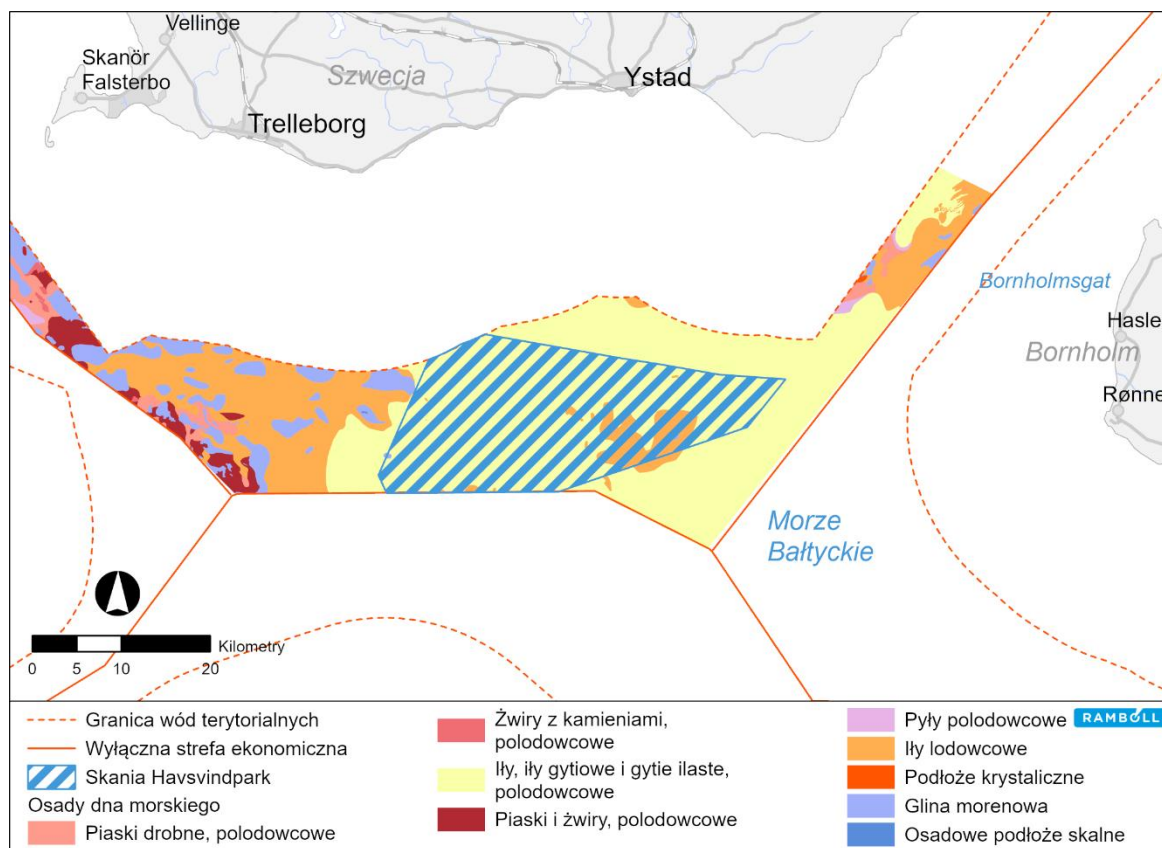 Vellinge
Skanör
Falsterbo
Szwecja
Ystad
Trelleborg
Bornholmsgat
Hasle
Bornholm
Rønne
Morze
Bałtyckie
Kilometry
0 5 10 20
Granica wód terytorialnych
Wyłączna strefa ekonomiczna
Skania Havsvindpark
Osady dna morskiego
Piaski drobne, polodowcowe
Żwiry z kamieniami,
polodowcowe
Iły, iły gytiowe i gytie ilaste,
polodowcowe
Piaski i żwiry, polodowcowe
Pyły polodowcowe
RAMBOLL
Iły lodowcowe
Podłoże krystaliczne
Glina morenowa
Osadowe podłoże skalne